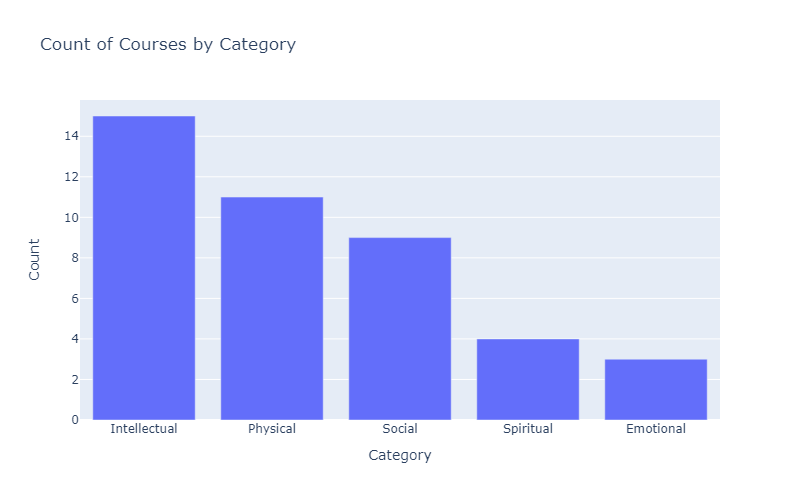 Count of Courses by Category
Count
14
12
10
8
6
4
2
0
Intellectual Physical Social Spiritual Emotional
Category